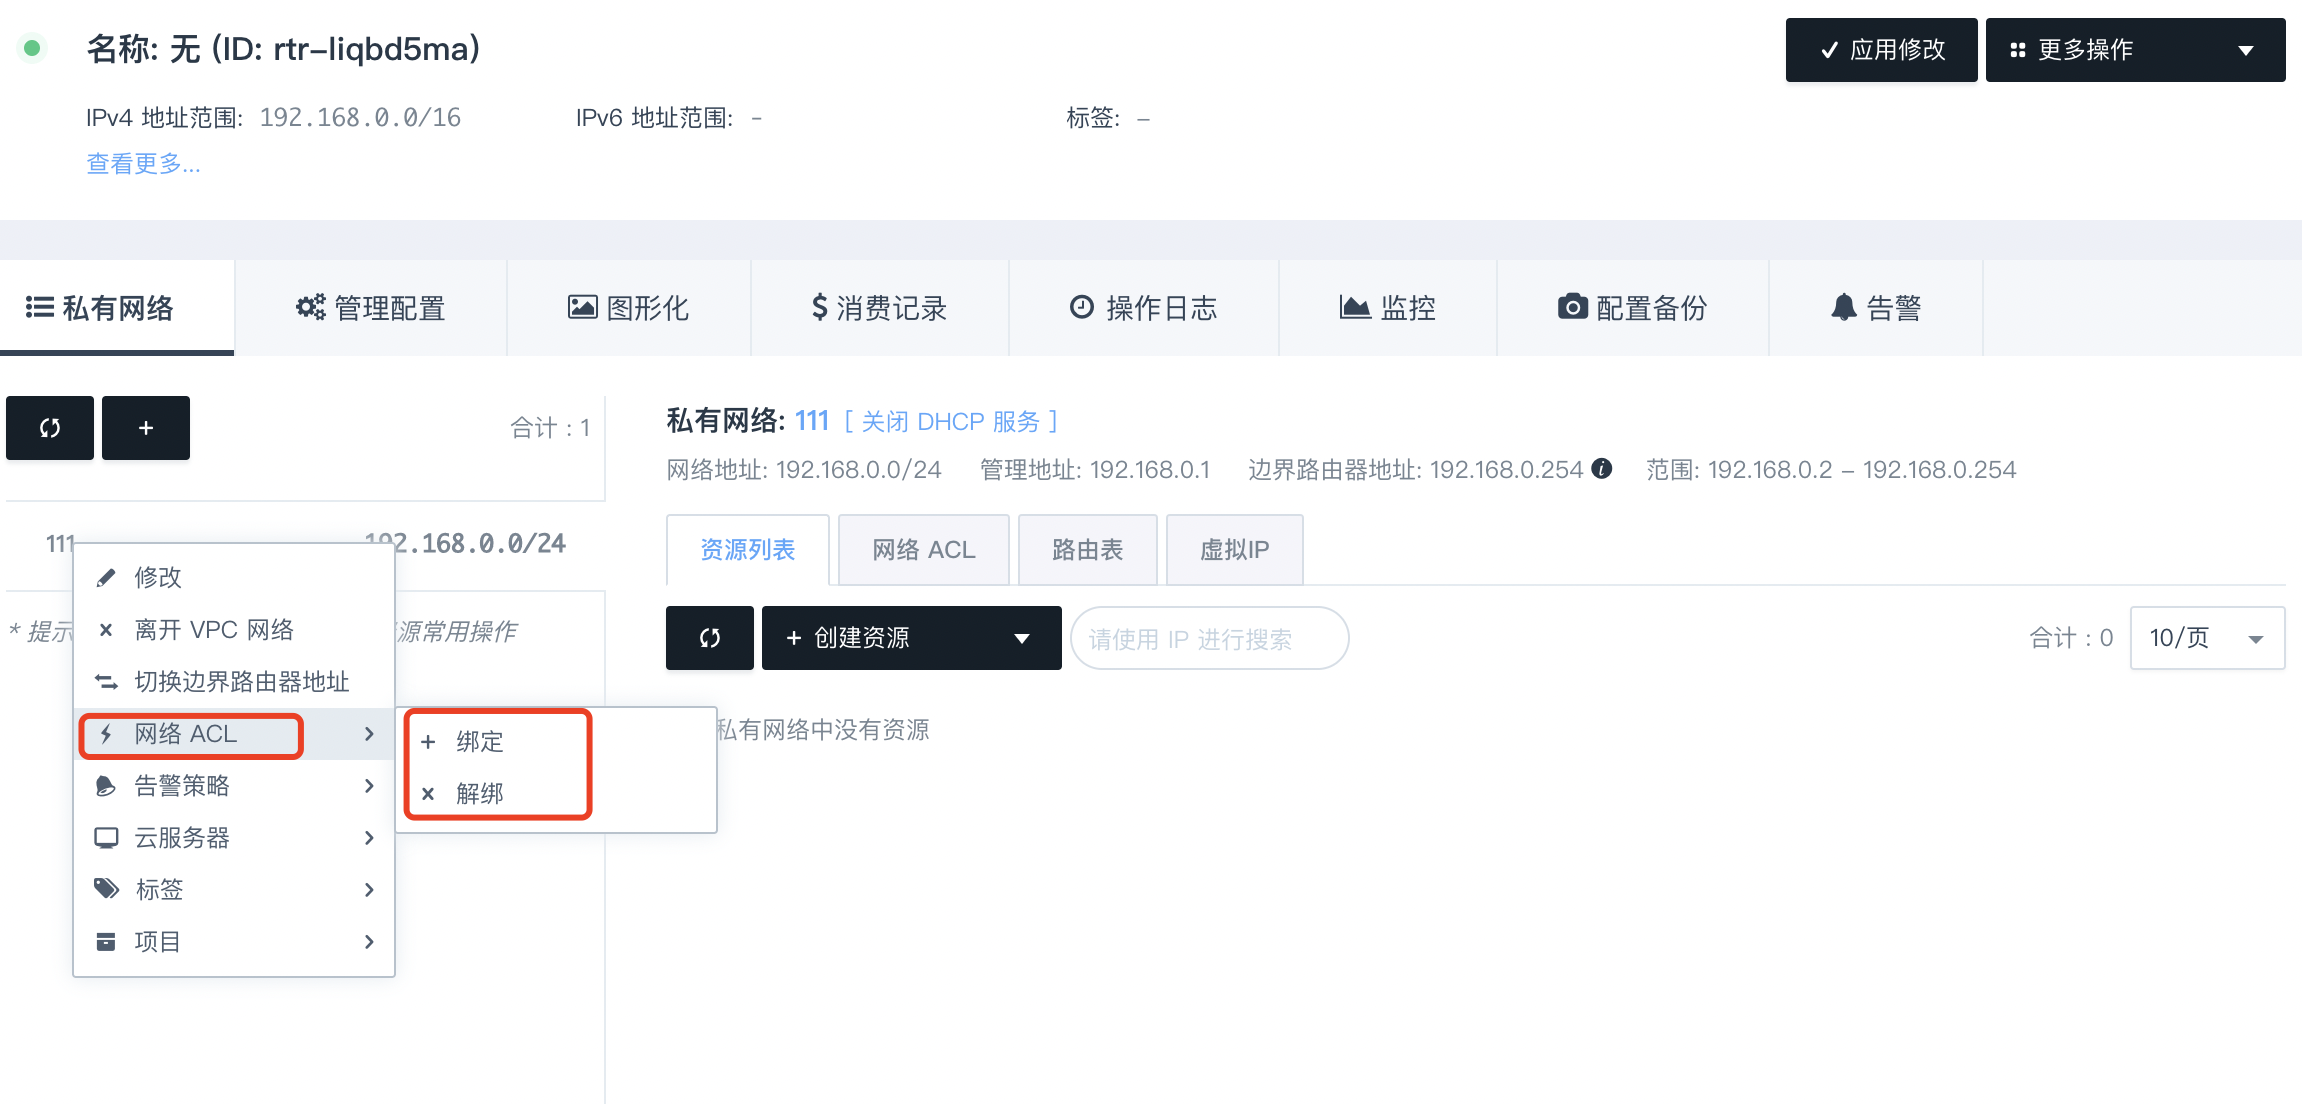 名称: 无 (ID: rtr-liqbd5ma)
应用修改
更多操作
IPv4 地址范围: 192.168.0.0/16
IPv6 地址范围: -
标签: –
查看更多...
私有网络
管理配置
图形化
消费记录
操作日志
监控
配置备份
告警
合计 : 1
111
192.168.0.0/24
* 提示
源常用操作
修改
离开 VPC 网络
切换边界路由器地址
网络 ACL
告警策略
云服务器
标签
项目
绑定
解绑
私有网络: 111 [ 关闭 DHCP 服务 ]
网络地址: 192.168.0.0/24
管理地址: 192.168.0.1
边界路由器地址: 192.168.0.254
范围: 192.168.0.2 – 192.168.0.254
资源列表
网络 ACL
路由表
虚拟IP
+ 创建资源
请使用 IP 进行搜索
合计 : 0
10/页
私有网络中没有资源